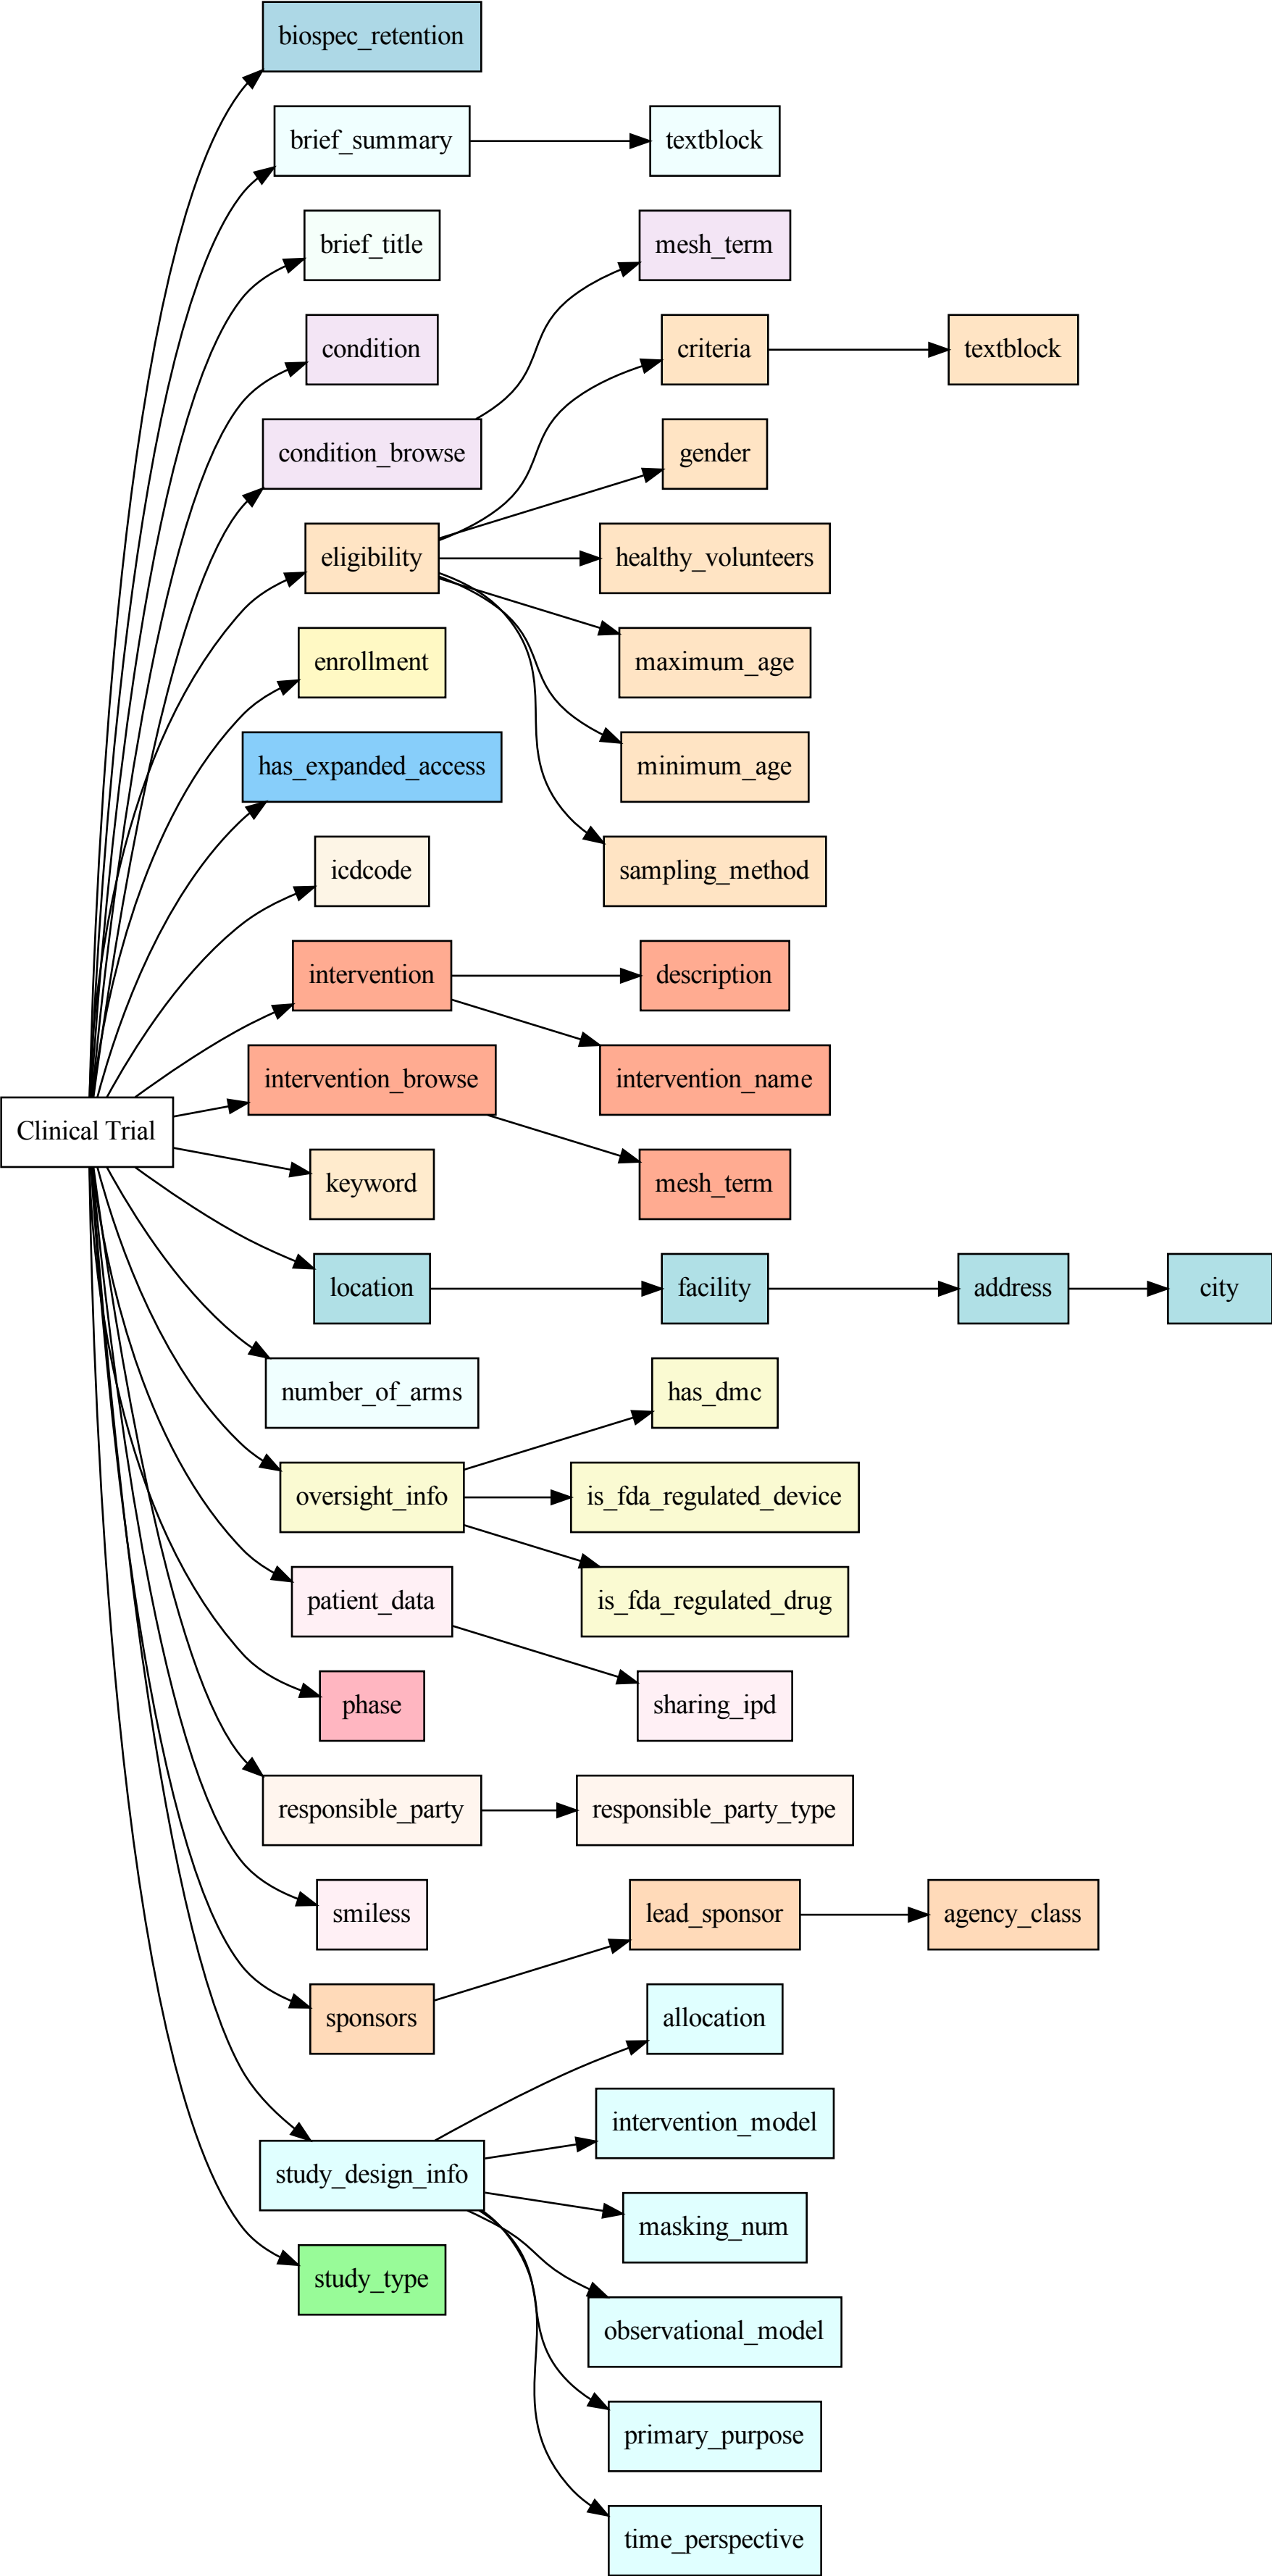 biospec_retention
brief_summary
textblock
brief_title
mesh_term
condition
criteria
textblock
condition_browse
gender
eligibility
healthy_volunteers
enrollment
maximum_age
has_expanded_access
minimum_age
icdcode
sampling_method
intervention
description
intervention_browse
intervention_name
Clinical Trial
keyword
mesh_term
location
facility
address
city
number_of_arms
has_dmc
oversight_info
is_fda_regulated_device
patient_data
is_fda_regulated_drug
phase
sharing_ipd
responsible_party
responsible_party_type
smiless
lead_sponsor
agency_class
sponsors
allocation
intervention_model
study_design_info
masking_num
study_type
observational_model
primary_purpose
time_perspective